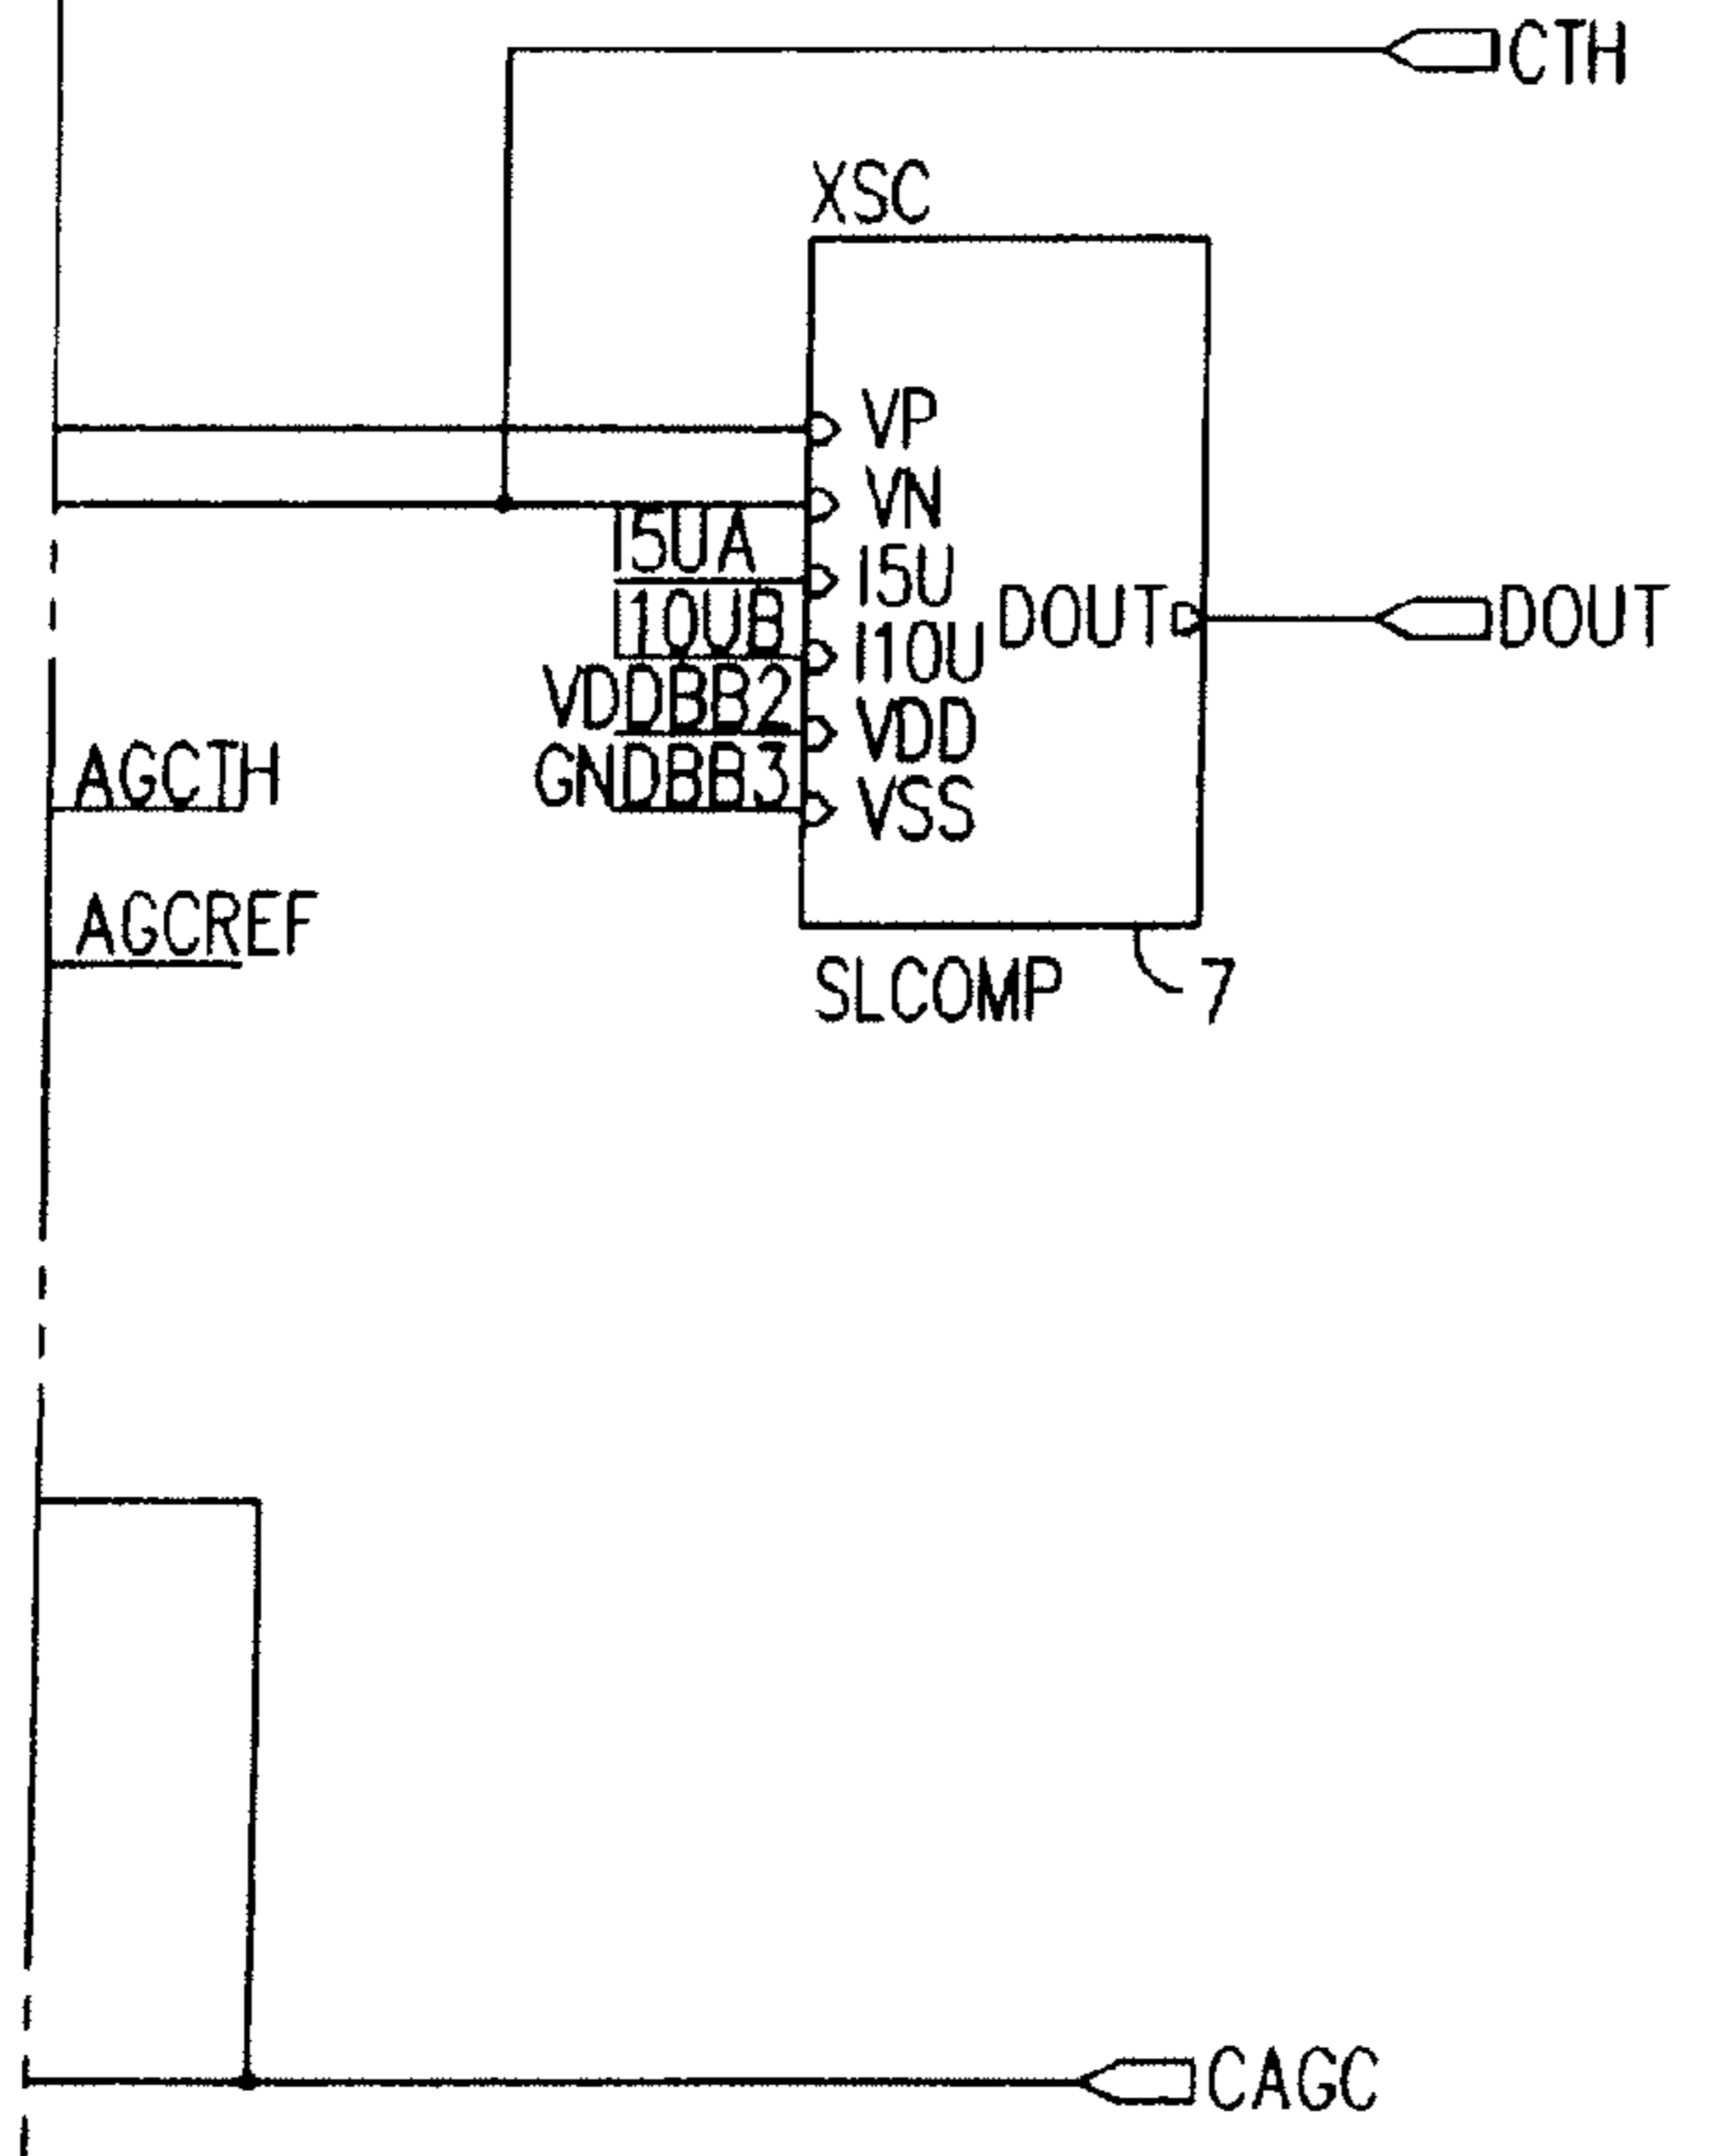 CTH
XSC
VP
VN
I5UA
I5U
I10UB
DOUT
DOUT
I10U
VDDBB2
VDD
AGCTH
GNDBB3
VSS
AGCREF
SLCOMP
7
CAGC